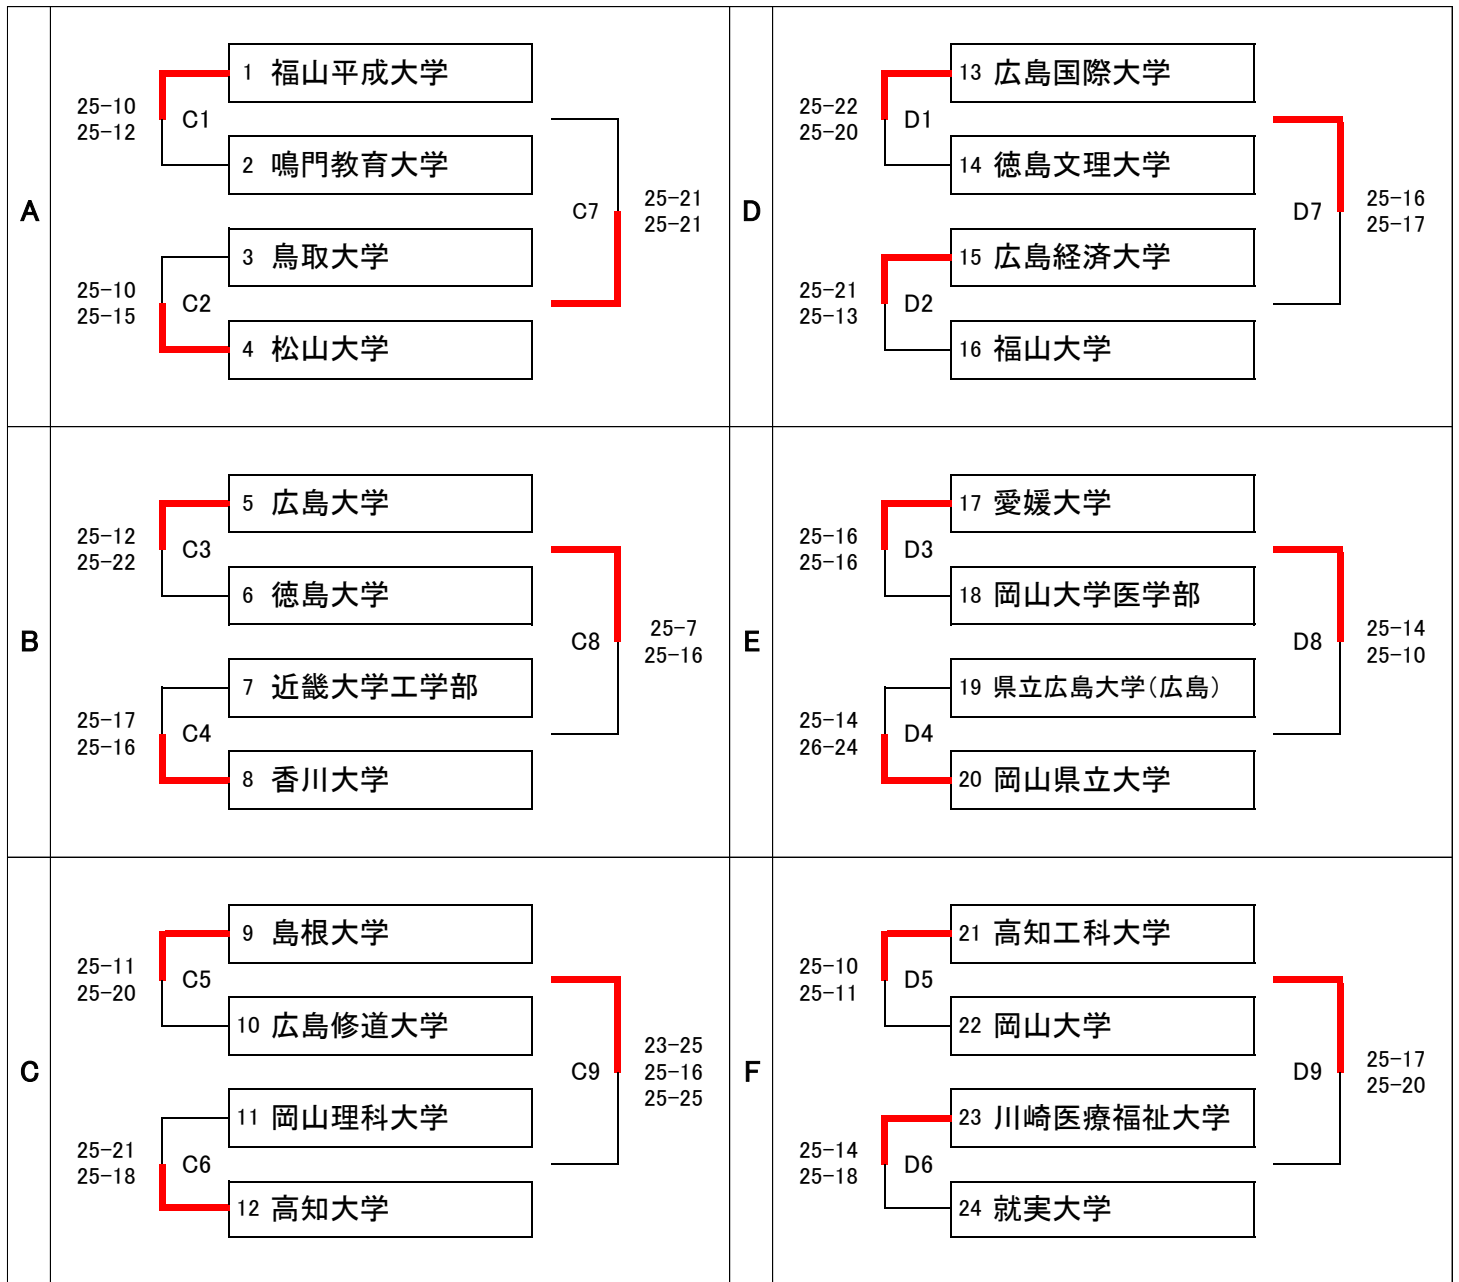 A
25-10
25-12
C1
1 福山平成大学
2 鳴門教育大学
25-10
25-15
C2
3 鳥取大学
4 松山大学
C7
25-21
25-21
D
25-22
25-20
D1
13 広島国際大学
14 徳島文理大学
25-21
25-13
D2
15 広島経済大学
16 福山大学
D7
25-16
25-17
B
25-12
25-22
C3
5 広島大学
6 徳島大学
25-17
25-16
C4
7 近畿大学工学部
8 香川大学
C8
25-7
25-16
E
25-16
25-16
D3
17 愛媛大学
18 岡山大学医学部
25-14
26-24
D4
19 県立広島大学(広島)
20 岡山県立大学
D8
25-14
25-10
C
25-11
25-20
C5
9 島根大学
10 広島修道大学
25-21
25-18
C6
11 岡山理科大学
12 高知大学
C9
23-25
25-16
25-25
F
25-10
25-11
D5
21 高知工科大学
22 岡山大学
25-14
25-18
D6
23 川崎医療福祉大学
24 就実大学
D9
25-17
25-20